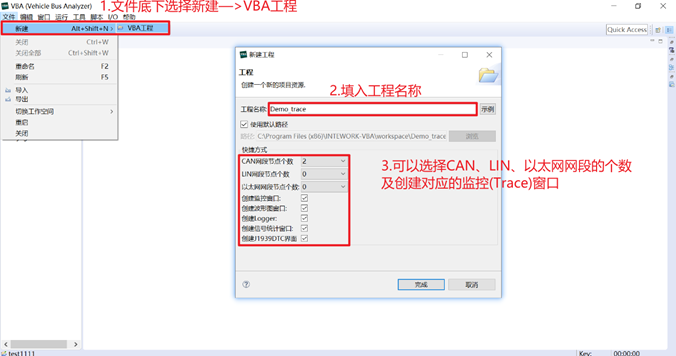 VBA (Vehicle Bus Analyzer)
1.文件底下选择新建—>VBA工程
文件 编辑 窗口 运行 工具 脚本 I/O 帮助
新建 Alt+Shift+N >
VBA工程
Quick Access
关闭 Ctrl+W
关闭全部 Ctrl+Shift+W
重命名 F2
刷新 F5
导入
导出
切换工作空间 >
重启
关闭
新建工程
工程
创建一个新的项目资源.
2.填入工程名称
工程名称: Demo_trace
示例
使用默认路径
路径: C:\Program Files (x86)\INTEWORK-VBA\workspace\Demo_trace
浏览
快捷方式
CAN网段节点个数 2
LIN网段节点个数 0
以太网网段节点个数: 0
创建监控窗口:
创建波形图窗口:
创建Logger:
创建信号统计窗口:
创建J1939DTC界面
3.可以选择CAN、LIN、以太网网段的个数
及创建对应的监控(Trace)窗口
完成
取消
test1111
Key:
00:00:00